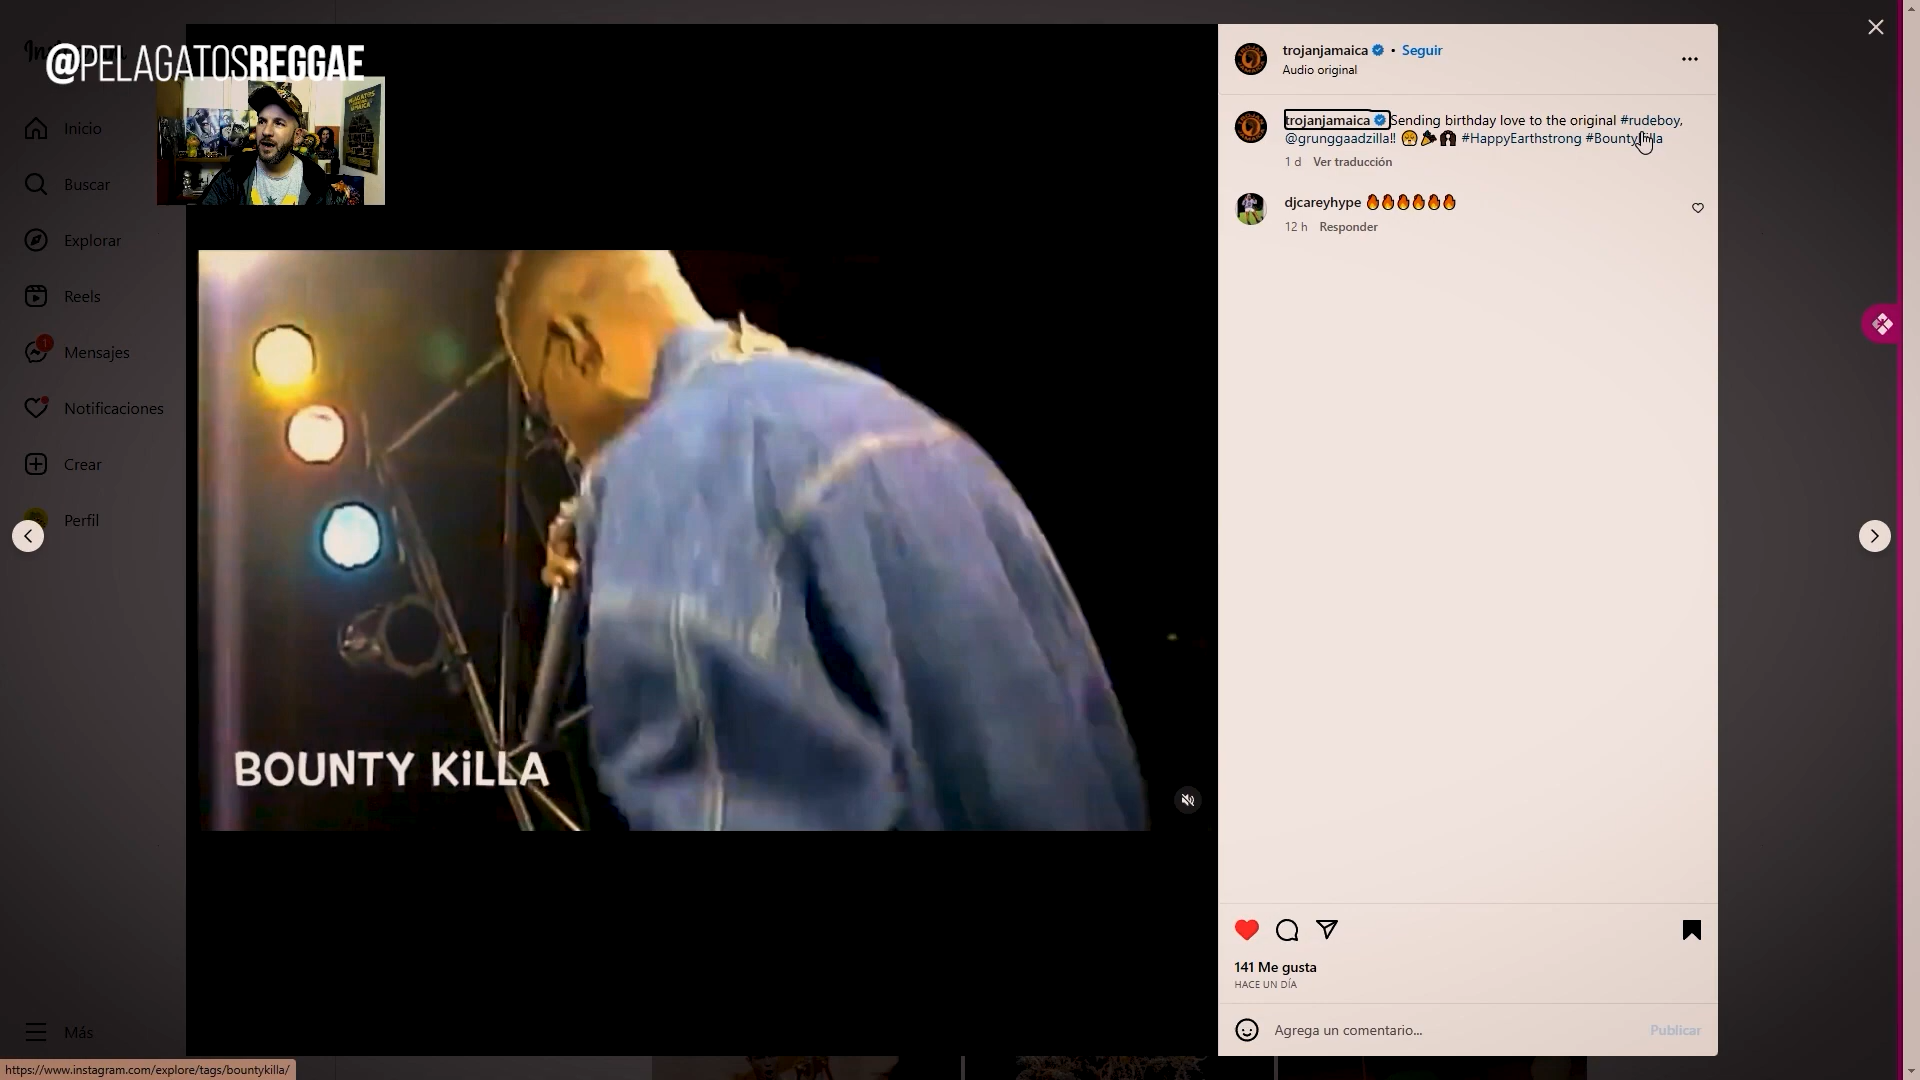 @PELAGATOSREGGAE
Inicio
Buscar
Explorar
Reels
1
Mensajes
Notificaciones
Crear
Perfil
Más
BOUNTY KiLLA
trojanjamaica • Seguir
Audio original
trojanjamaica Sending birthday love to the original #rudeboy,
@grunggaadzilla!! #HappyEarthstrong
1 d Ver traducción
djcareyhype 🔥🔥🔥🔥🔥🔥
12 h Responder
141 Me gusta
HACE UN DÍA
Agrega un comentario...
Publicar
https://www.instagram.com/explore/tags/bountykilla/